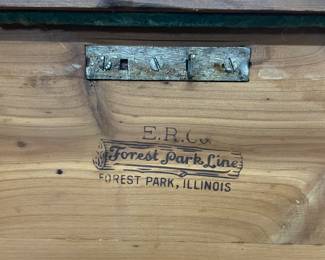 E.R.Co
Forest Park Line
FOREST PARK, ILLINOIS